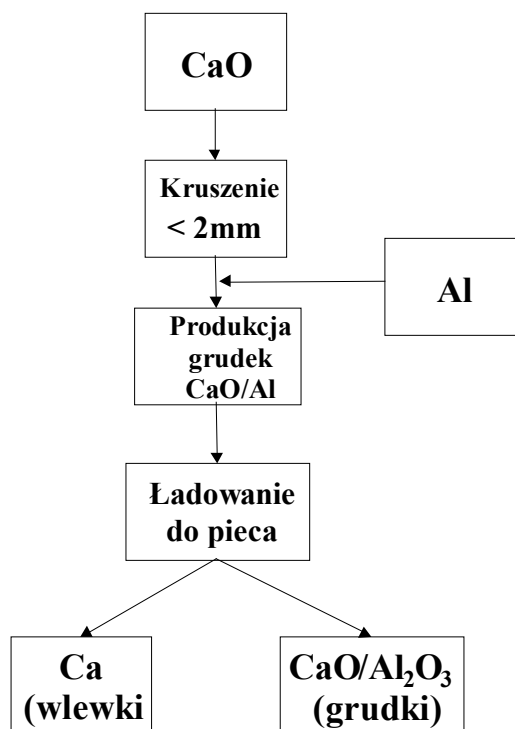 CaO
Kruszenie
< 2mm
Al
Produkcja
grudek
CaO/Al
Ładowanie
do pieca
Ca
(wlewki
CaO/Al₂O₃
(grudki)